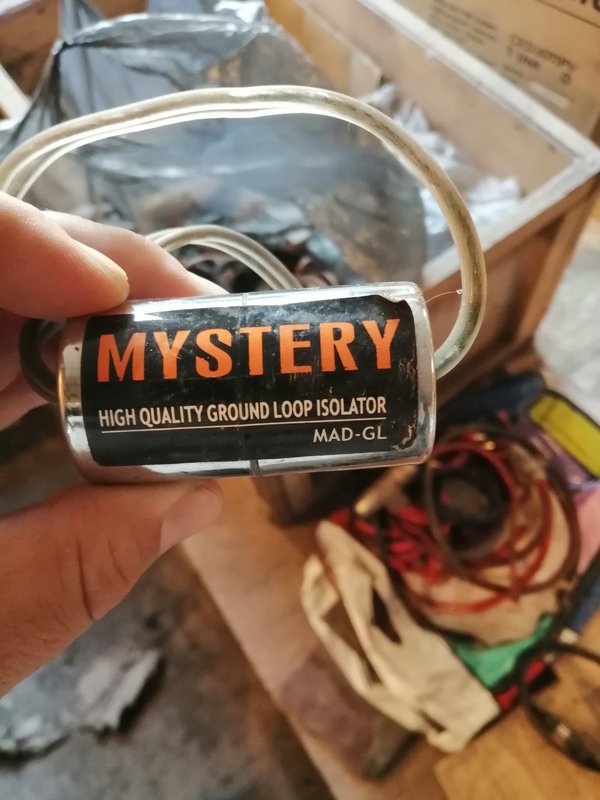 MYSTERY
HIGH QUALITY GROUND LOOP ISOLATOR
MAD-GL